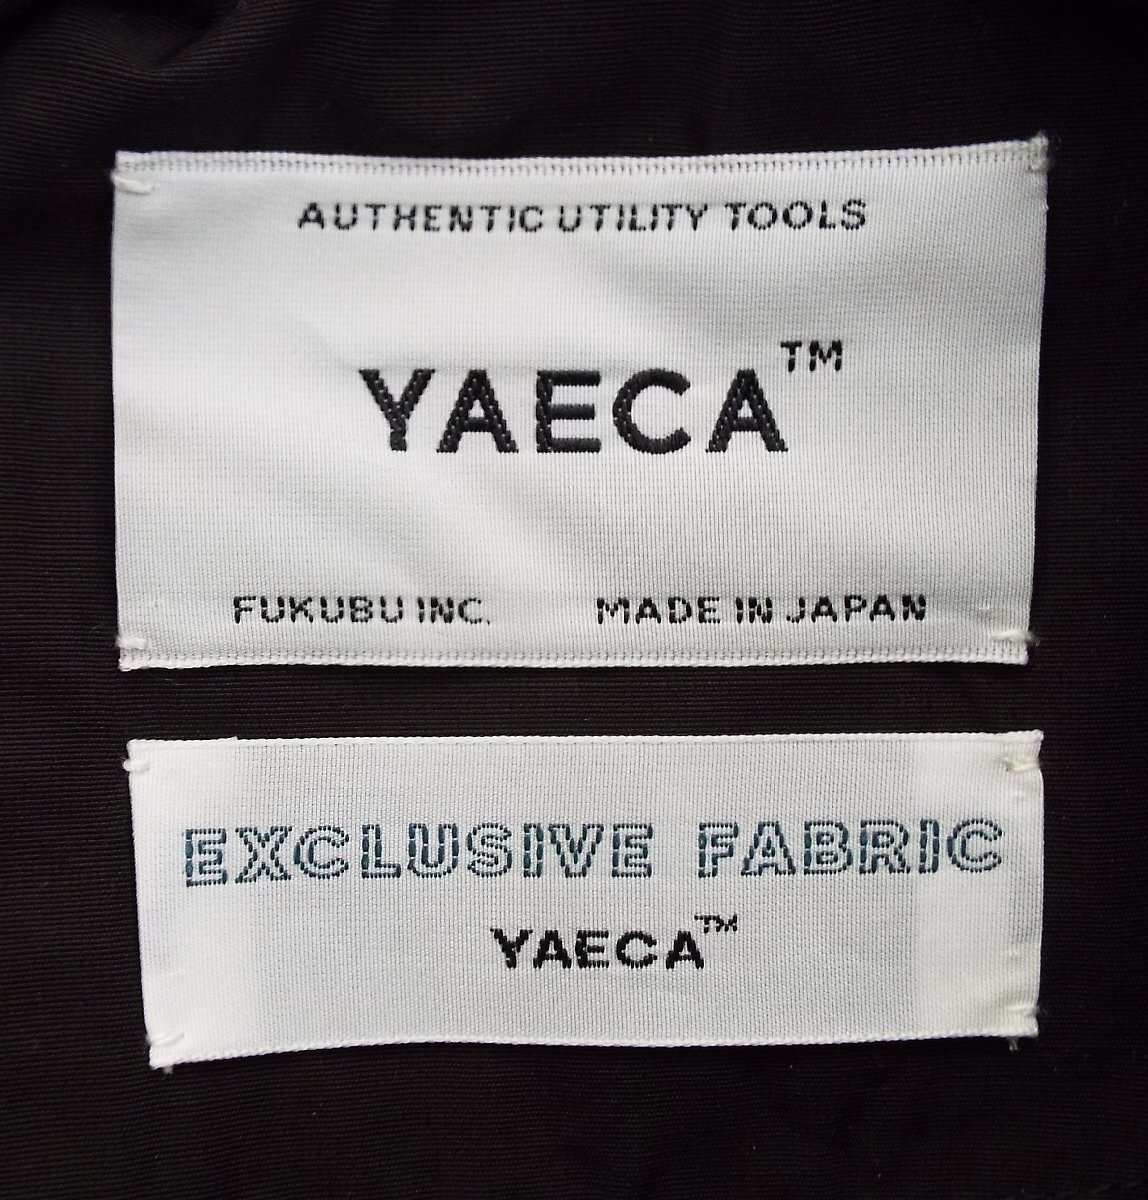 AUTHENTIC UTILITY TOOLS
YAECA™
FUKUBU INC. MADE IN JAPAN
EXCLUSIVE FABRIC
YAECA™